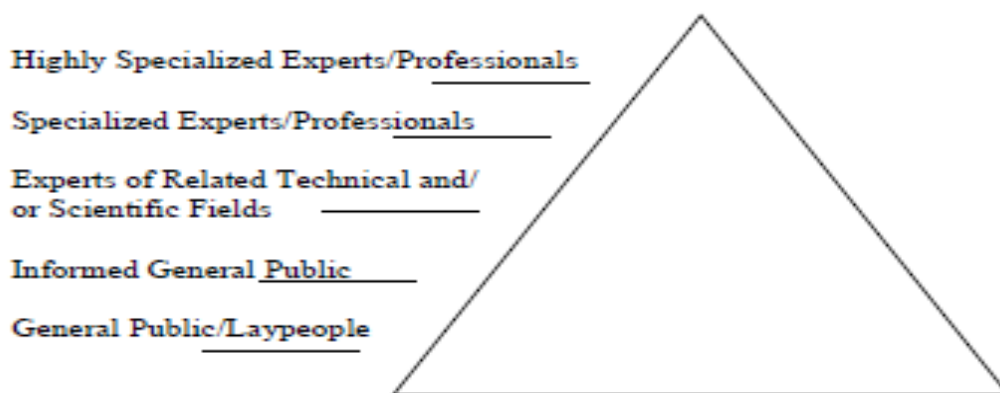 Highly Specialized Experts/Professionals
Specialized Experts/Professionals
Experts of Related Technical and/
or Scientific Fields
Informed General Public
General Public/Laypeople